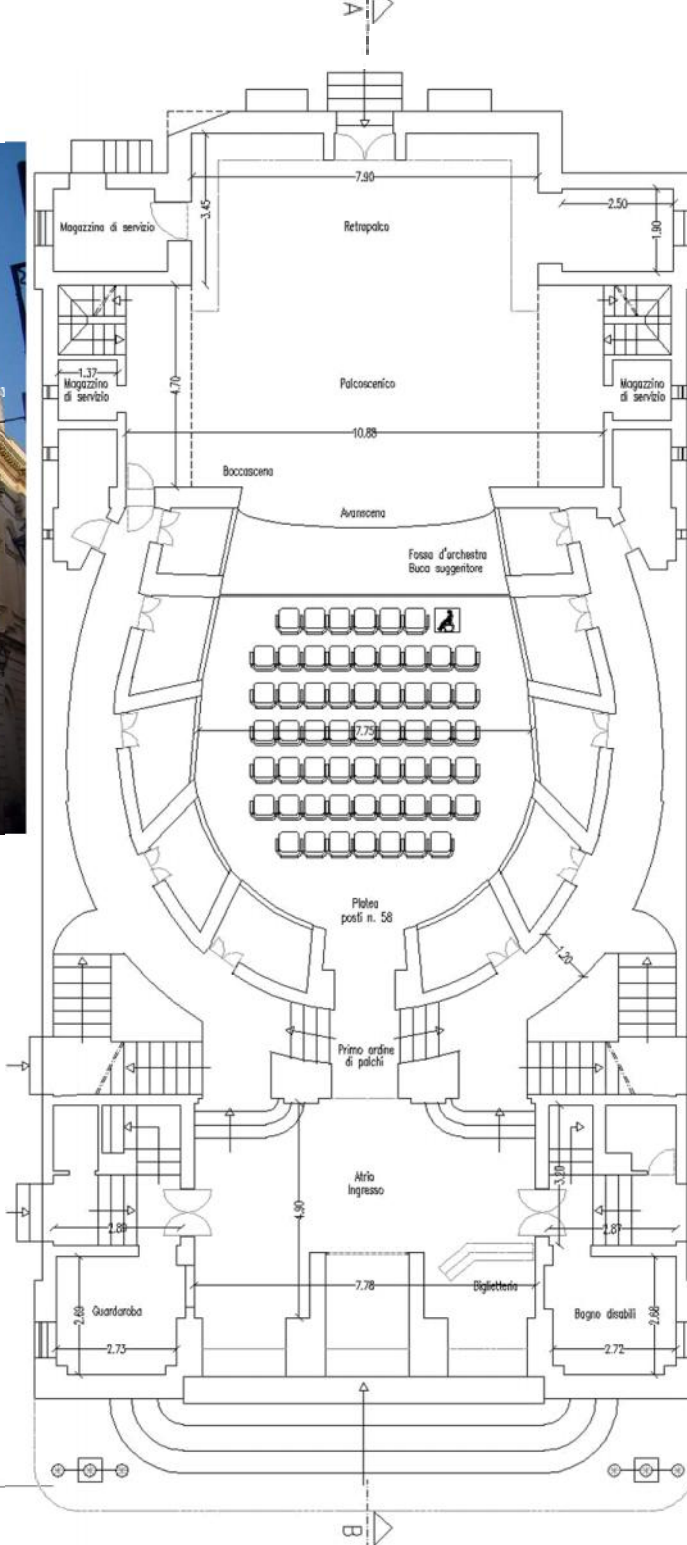 A
7.90
3.45
2.50
1.90
Magazzino di servizio
Retropalco
1.37
Magazzino
di servizio
4.70
Palcoscenico
Magazzino
di servizio
10.88
Boccascena
Avanscena
Fossa d'orchestra
Buca suggeritore
7.75
Platea
posti n. 58
1.20
Primo ordine
di palchi
Atrio
Ingresso
3.20
4.90
2.89
2.87
7.78
Biglietteria
Guardaroba
2.69
2.73
Bagno disabili
2.68
2.72
B